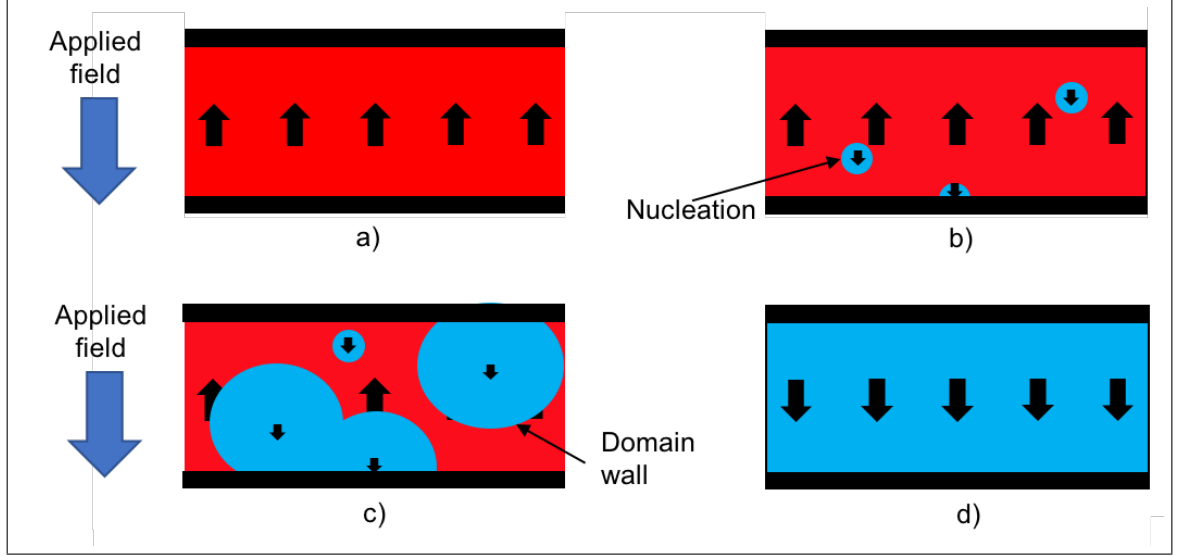 Applied
field
Nucleation
a)
b)
Applied
field
Domain
wall
c)
d)